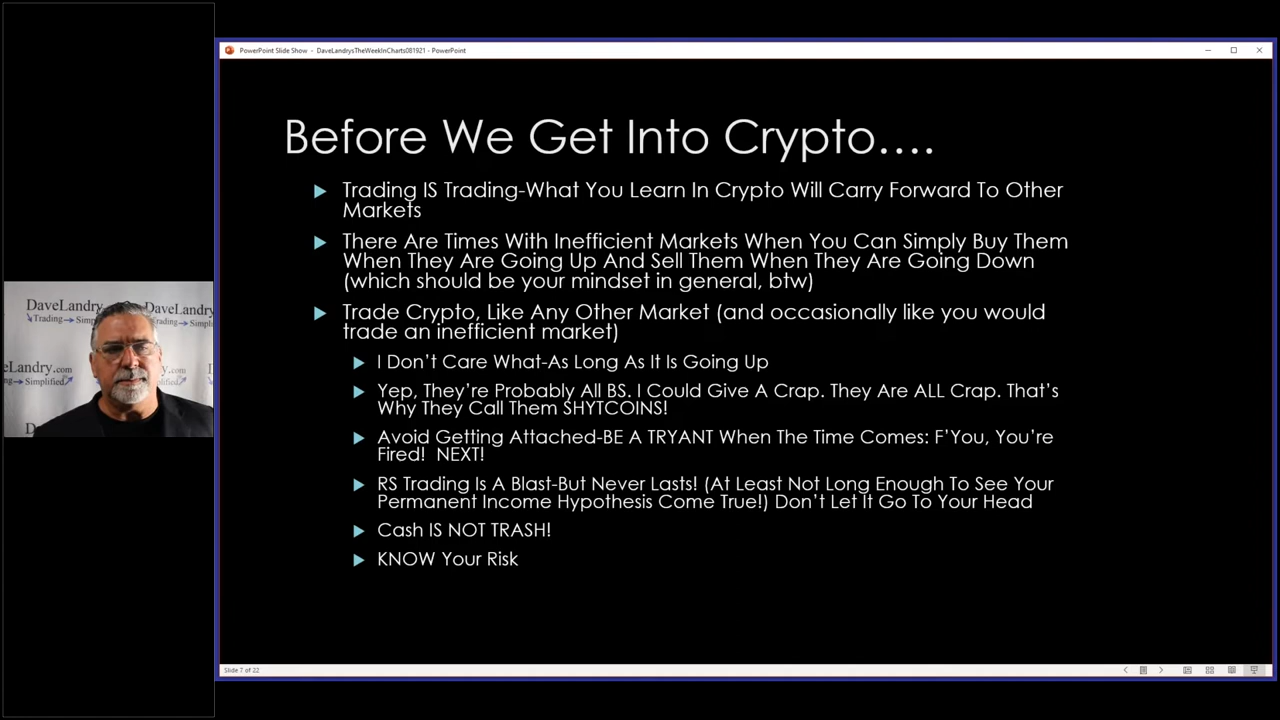 PowerPoint Slide Show - DaveLandrysTheWeekInCharts081921 - PowerPoint
Before We Get Into Crypto….
Trading IS Trading-What You Learn In Crypto Will Carry Forward To Other
Markets
There Are Times With Inefficient Markets When You Can Simply Buy Them
When They Are Going Up And Sell Them When They Are Going Down
(which should be your mindset in general, btw)
Trade Crypto, Like Any Other Market (and occasionally like you would
trade an inefficient market)
I Don't Care What-As Long As It Is Going Up
Yep, They're Probably All BS. I Could Give A Crap. They Are ALL Crap. That's
Why They Call Them SHYTCOINS!
Avoid Getting Attached-BE A TRYANT When The Time Comes: F'You, You're
Fired!  NEXT!
RS Trading Is A Blast-But Never Lasts! (At Least Not Long Enough To See Your
Permanent Income Hypothesis Come True!) Don't Let It Go To Your Head
Cash IS NOT TRASH!
KNOW Your Risk
DaveLandry
DaveLandry
Trading
Simplified
Slide 7 of 22